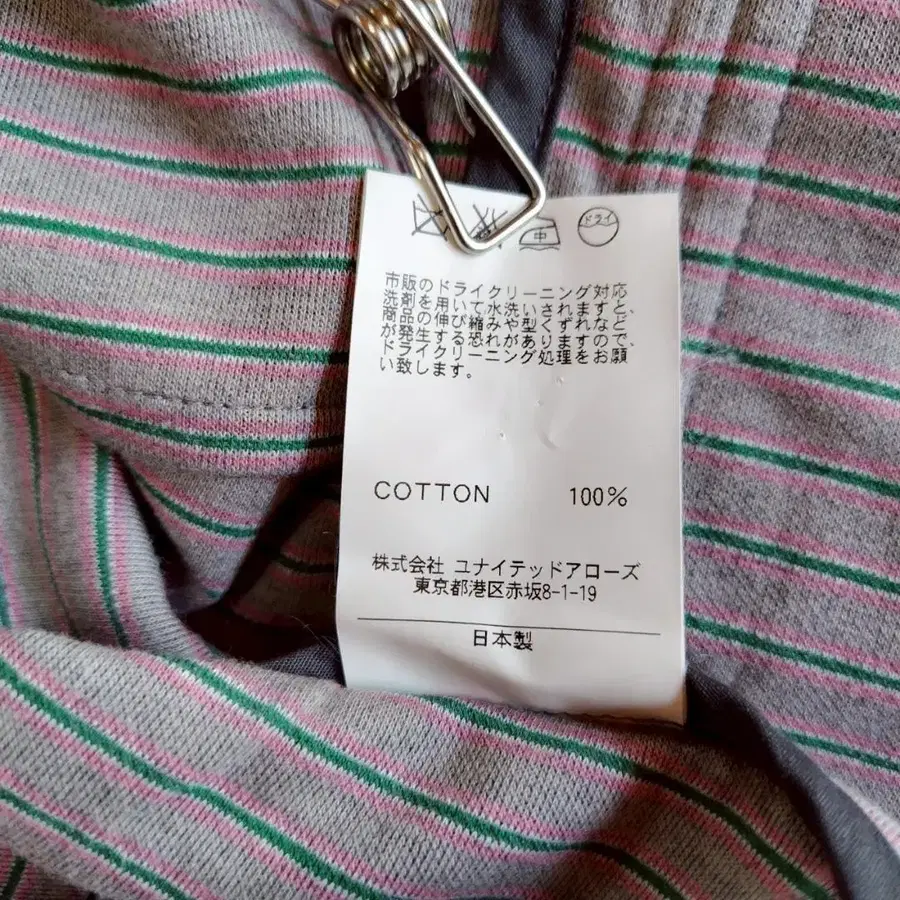 ドライ
中
市販のドライクリーニング対応
洗剤を用いて水洗いされますと、
商品の伸び縮みや型くずれなど
が発生する恐れがありますので、
ドライクリーニング処理をお願
い致します。
COTTON 100%
株式会社 ユナイテッドアローズ
東京都港区赤坂8-1-19
日本製